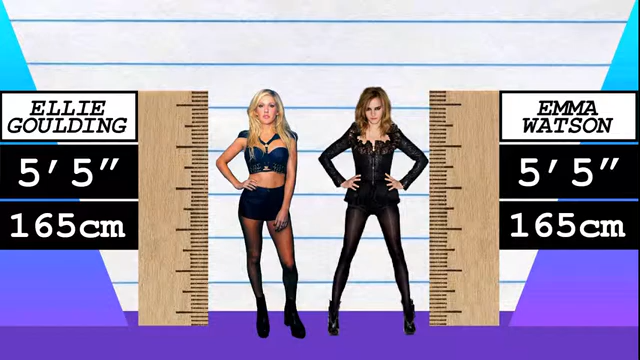 ELLIE
GOULDING
5’5”
165cm
EMMA
WATSON
5’5”
165cm